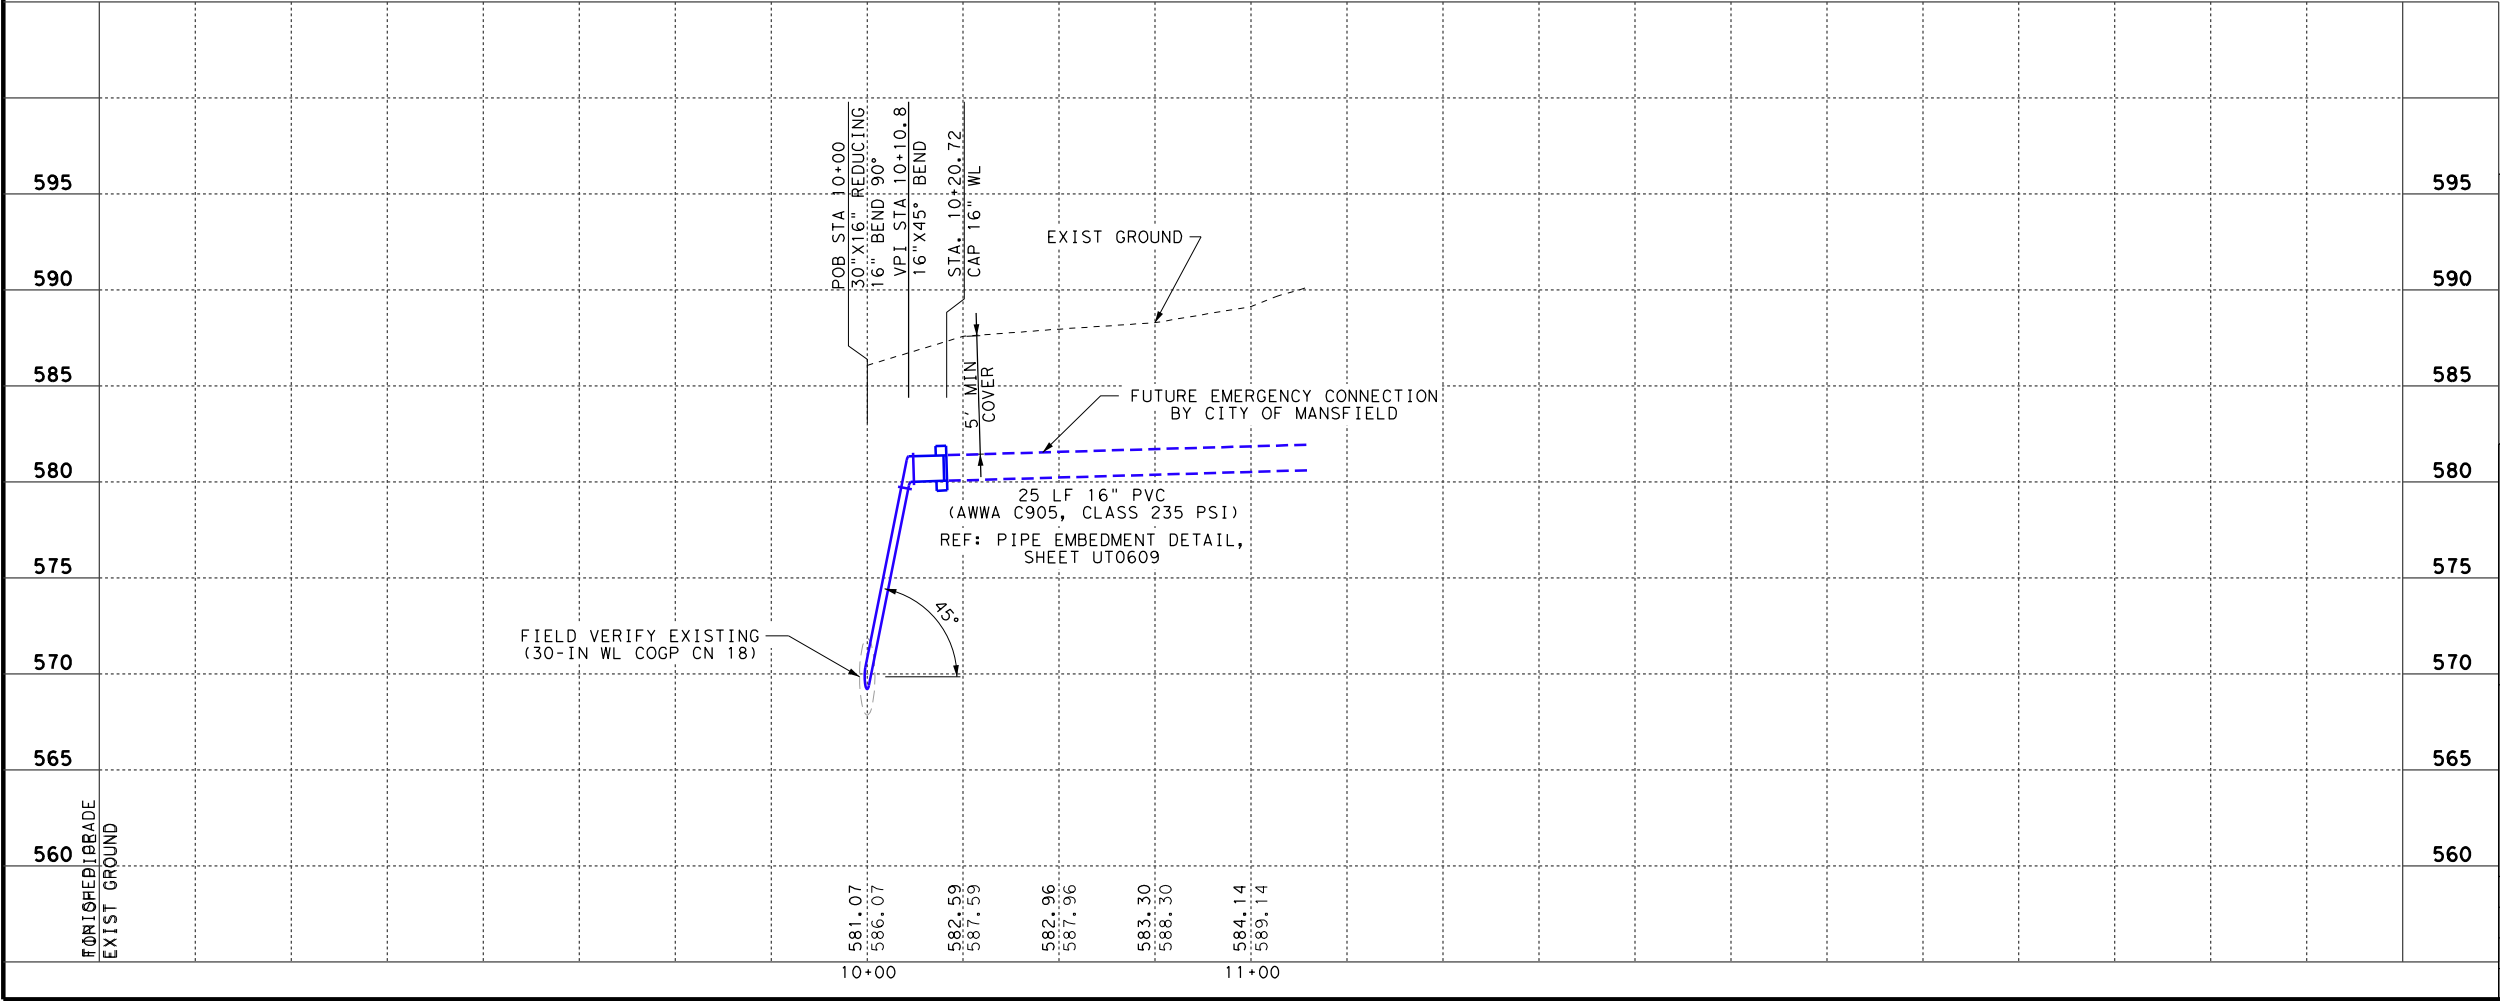 POB STA 10+00
30"X16" REDUCING
16" BEND 90°
VPI STA 10+10.8
16"X45° BEND
STA. 10+20.72
CAP 16" WL
595
595
EXIST GROUND
590
590
5' MIN
COVER
585
585
FUTURE EMERGENCY CONNECTION
BY CITY OF MANSFIELD
580
580
25 LF 16" PVC
(AWWA C905, CLASS 235 PSI)
REF: PIPE EMBEDMENT DETAIL,
SHEET UT0609
575
575
45°
FIELD VERIFY EXISTING
(30-IN WL COGP CN 18)
570
570
565
565
560
560
EXIST GROUND
581.07
586.07
582.59
587.59
582.96
587.96
583.30
588.30
584.14
589.14
10+00
11+00